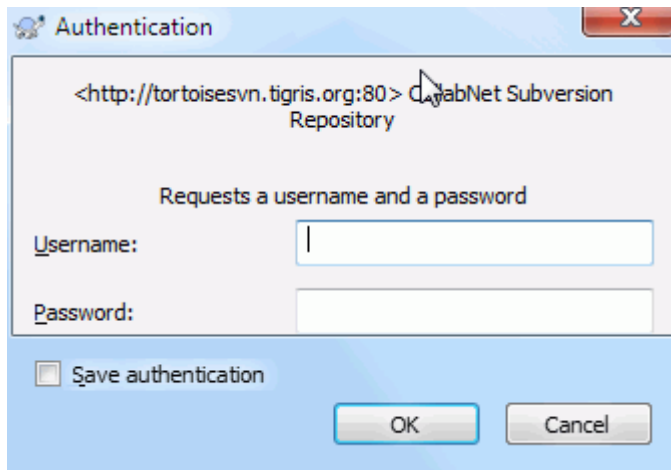 Authentication
<http://tortoisesvn.tigris.org:80> Subversion
Repository
Requests a username and a password
Username:
Password:
Save authentication
OK
Cancel